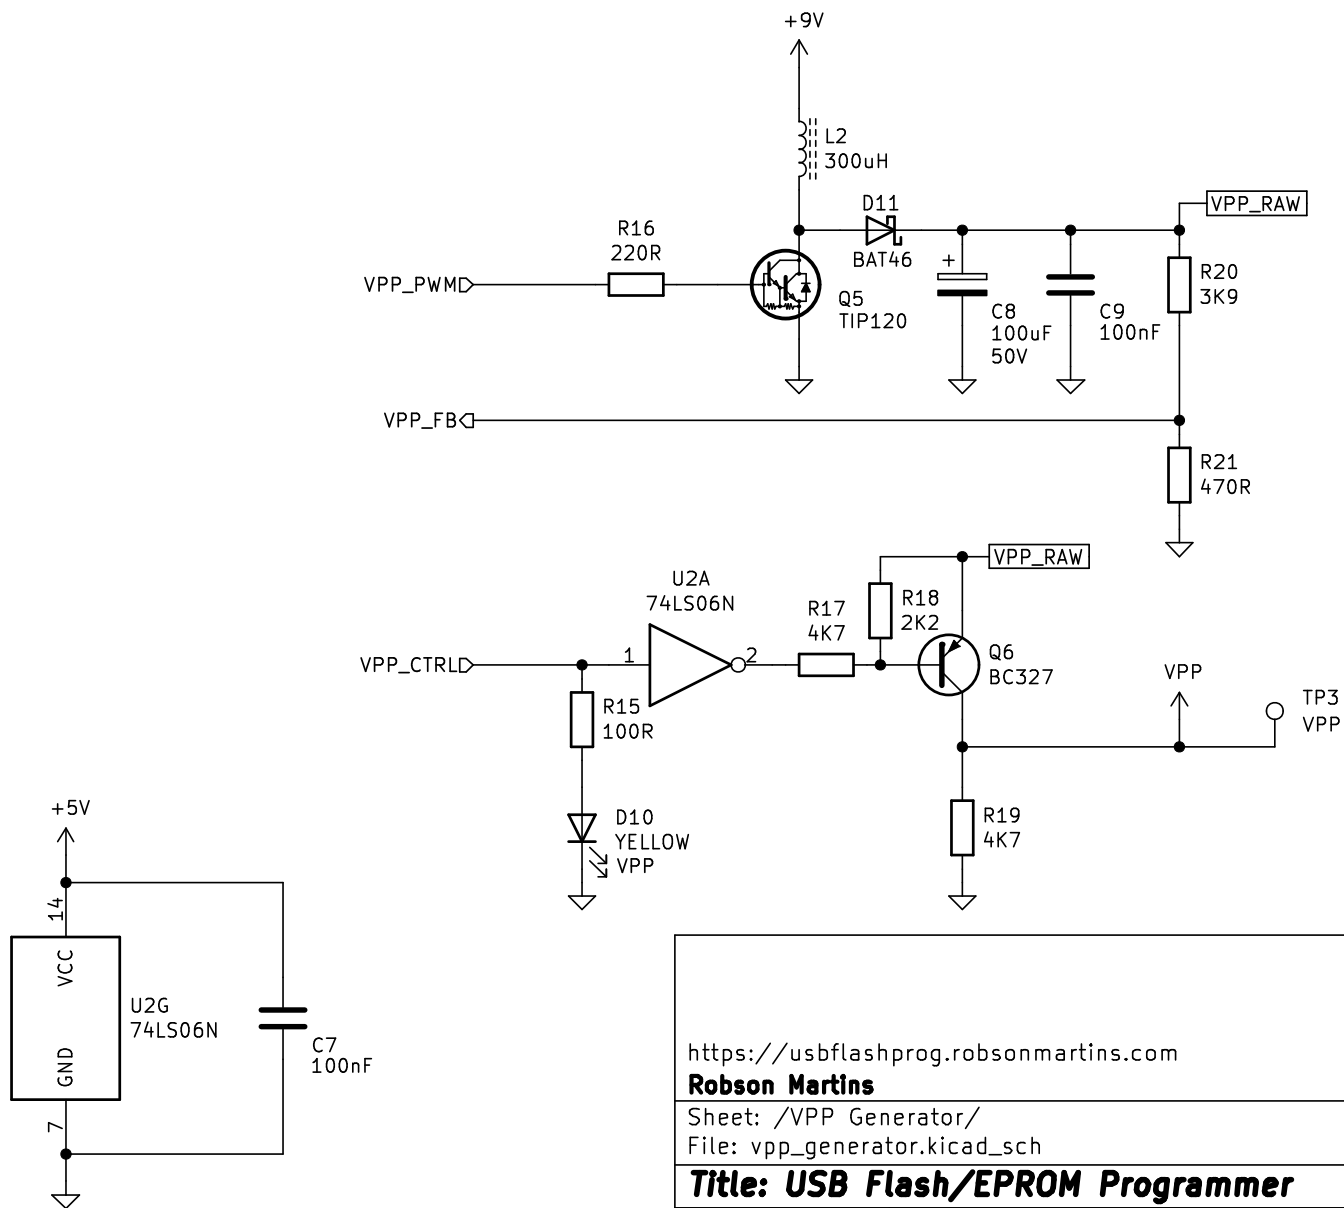 +9V
L2
300uH
D11
BAT46
VPP_RAW
R16
220R
VPP_PWM
Q5
TIP120
+
C8
100uF
50V
C9
100nF
R20
3K9
VPP_FB
R21
470R
VPP_RAW
U2A
74LS06N
R17
4K7
R18
2K2
VPP_CTRL
1
2
Q6
BC327
VPP
TP3
VPP
R15
100R
D10
YELLOW
VPP
R19
4K7
+5V
14
VCC
GND
7
U2G
74LS06N
C7
100nF
https://usbflashprog.robsonmartins.com
Robson Martins
Sheet: /VPP Generator/
File: vpp_generator.kicad_sch
Title: USB Flash/EPROM Programmer